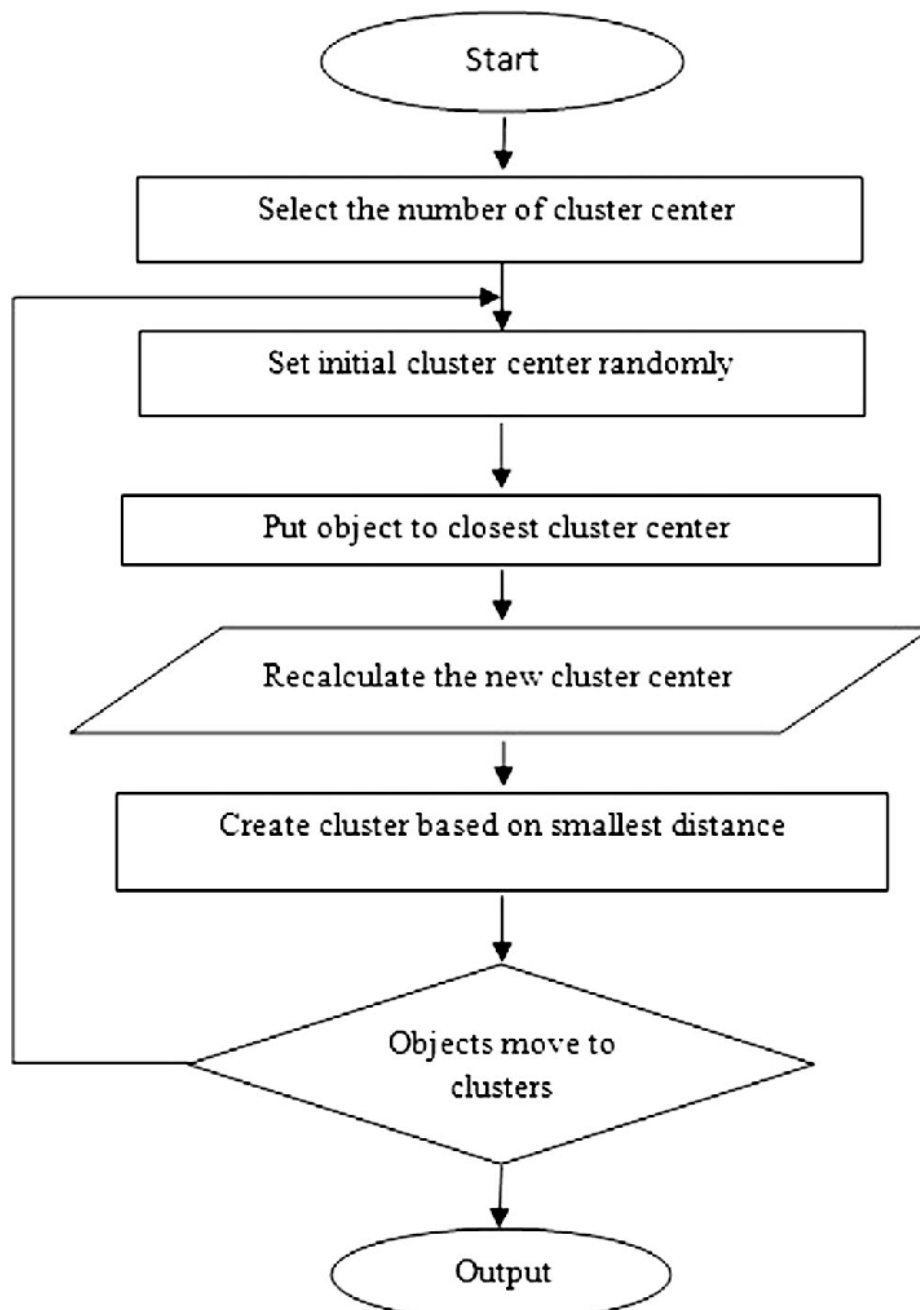 Start
Select the number of cluster center
Set initial cluster center randomly
Put object to closest cluster center
Recalculate the new cluster center
Create cluster based on smallest distance
Objects move to
clusters
Output